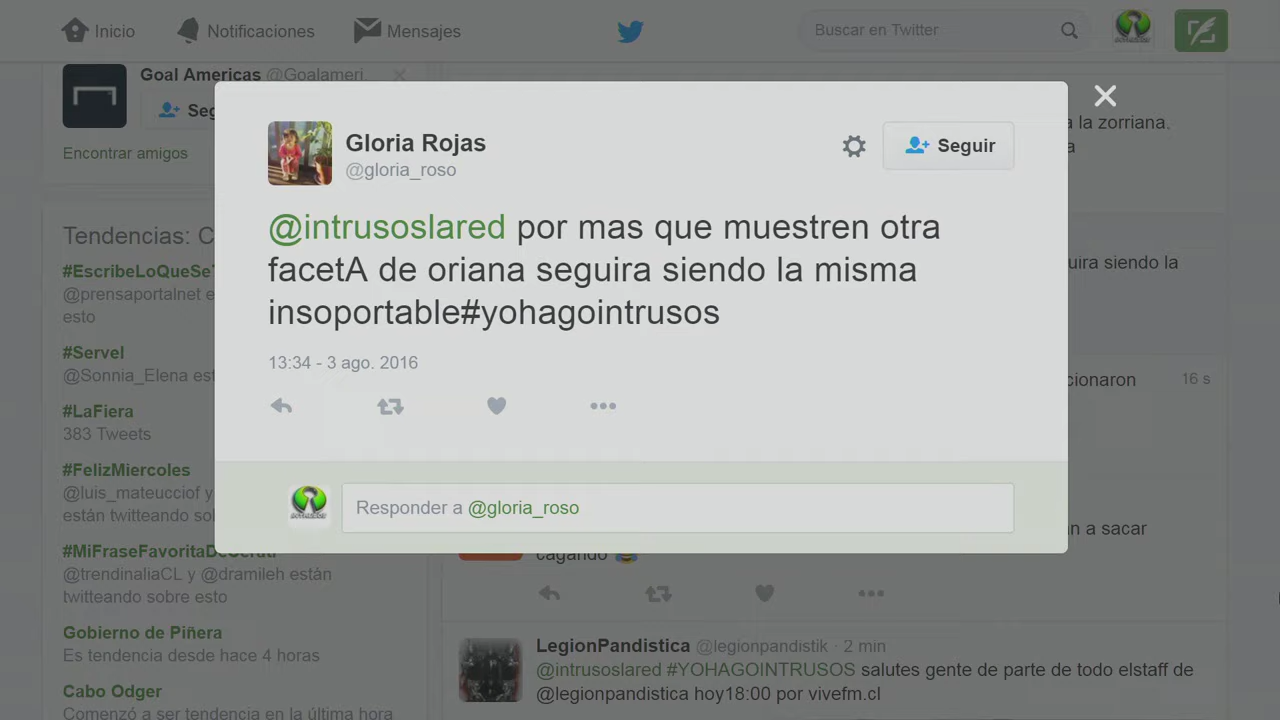 Inicio
Notificaciones
Mensajes
Buscar en Twitter
Goal Americas @Goalameri...
Seg
Encontrar amigos
Tendencias: C
#EscribeLoQueSeT
@prensaportalnet e
esto
#Servel
@Sonnia_Elena est
#LaFiera
383 Tweets
#FelizMiercoles
@luis_mateucciof y
están twitteando sob
#MiFraseFavoritaDeCerati
@trendinaliaCL y @dramileh están
twitteando sobre esto
Gobierno de Piñera
Es tendencia desde hace 4 horas
Cabo Odger
Comenzó a ser tendencia en la última hora
Gloria Rojas
@gloria_roso
Seguir
@intrusoslared por mas que muestren otra
facetA de oriana seguira siendo la misma
insoportable#yohagointrusos
13:34 - 3 ago. 2016
Responder a @gloria_roso
a la zorriana.
a
uira siendo la
cionaron 16 s
n a sacar
cagando
LegionPandistica @legionpandistik · 2 min
@intrusoslared #YOHAGOINTRUSOS salutes gente de parte de todo elstaff de
@legionpandistica hoy18:00 por vivefm.cl